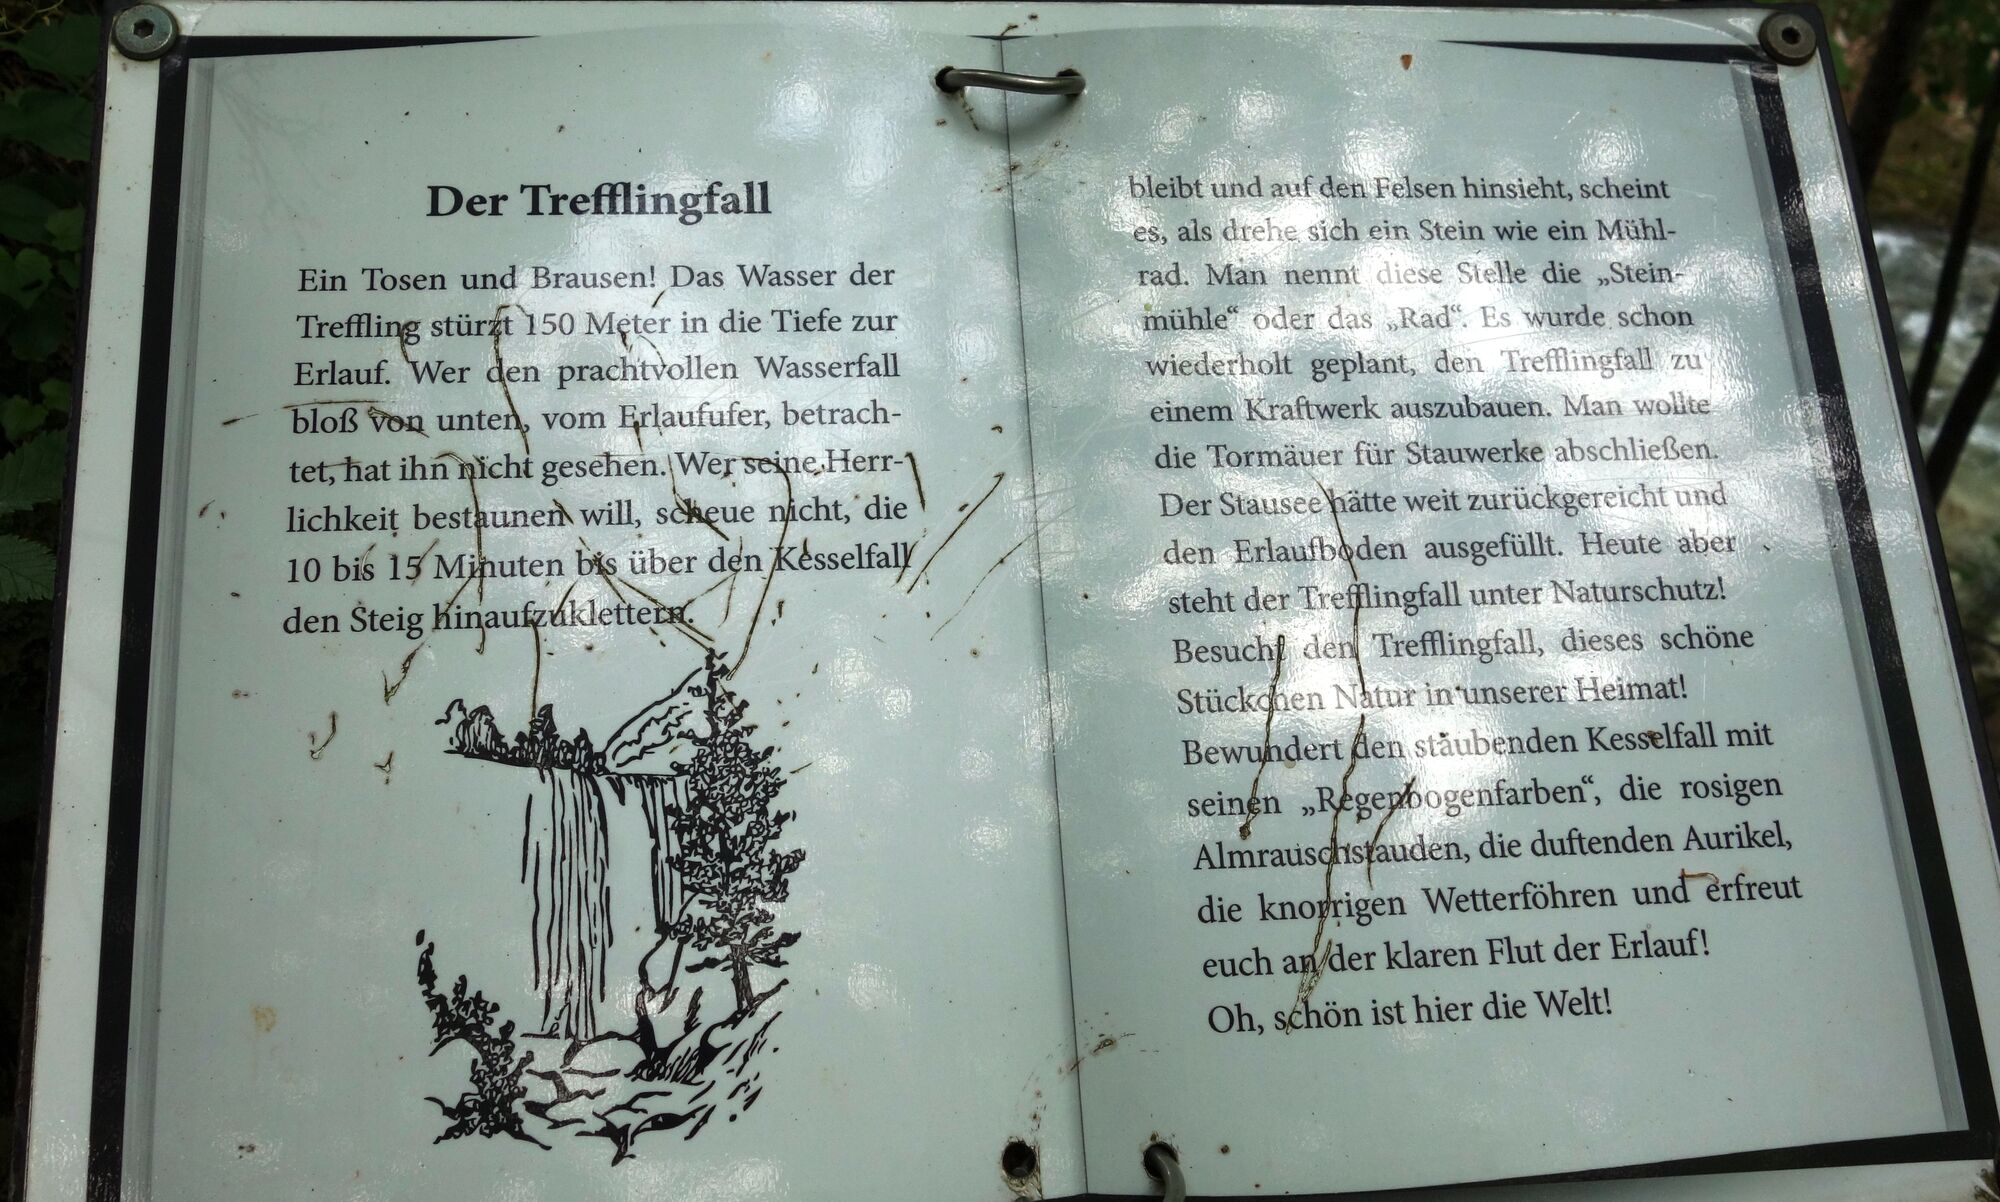 Der Trefflingfall
Ein Tosen und Brausen! Das Wasser der
Treffling stürzt 150 Meter in die Tiefe zur
Erlauf. Wer den prachtvollen Wasserfall
bloß von unten, vom Erlaufufer, betrach-
tet, hat ihn nicht gesehen. Wer seine Herr-
lichkeit bestaunen will, scheue nicht, die
10 bis 15 Minuten bis über den Kesselfall
den Steig hinaufzuklettern.
bleibt und auf den Felsen hinsieht, scheint
es, als drehe sich ein Stein wie ein Mühl-
rad. Man nennt diese Stelle die „Stein-
mühle“ oder das „Rad“. Es wurde schon
wiederholt geplant, den Trefflingfall zu
einem Kraftwerk auszubauen. Man wollte
die Tormäuer für Stauwerke abschließen.
Der Stausee hätte weit zurückgereicht und
den Erlaufboden ausgefüllt. Heute aber
steht der Trefflingfall unter Naturschutz!
Besucht den Trefflingfall, dieses schöne
Stückchen Natur in unserer Heimat!
Bewundert den stäubenden Kesselfall mit
seinen „Regenbogenfarben“, die rosigen
Almrauschstauden, die duftenden Aurikel,
die knorrigen Wetterföhren und erfreut
euch an der klaren Flut der Erlauf!
Oh, schön ist hier die Welt!